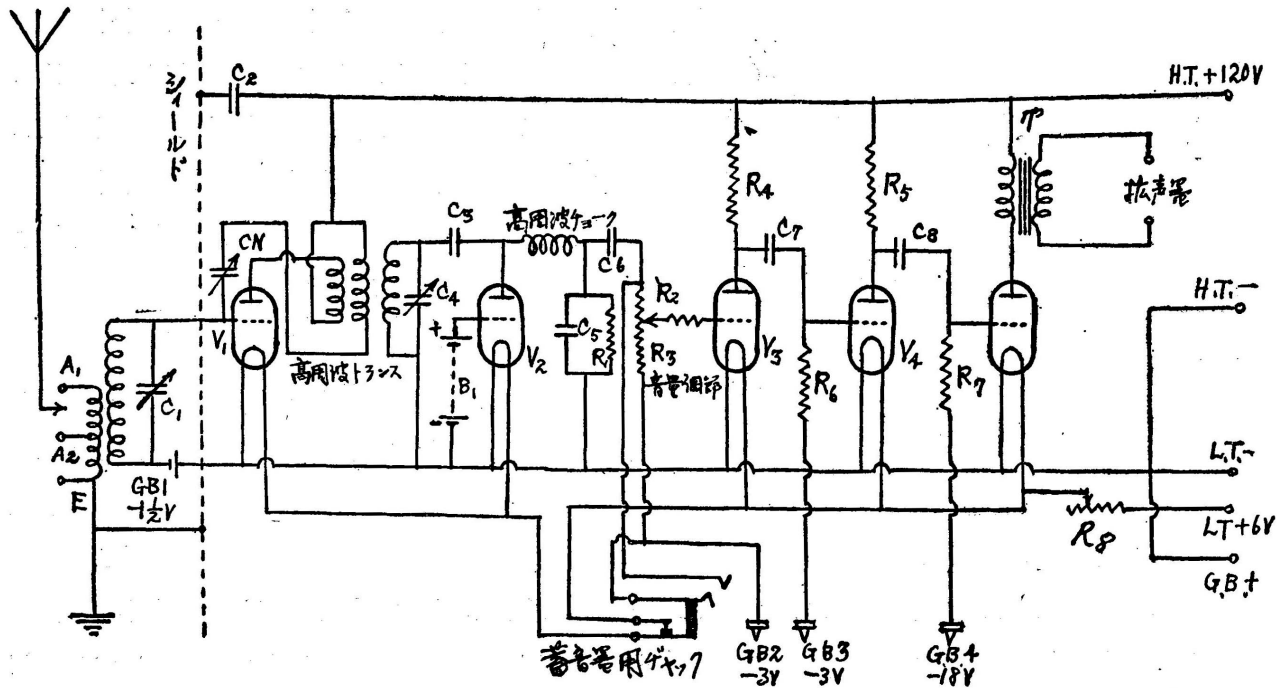 シールド
C2
H.T.+120V
T
拡声器
R4
R5
C3
高周波チョーク
C6
C7
C8
CN
C4
C5
R1
R2
R3
音量調節
V1
V2
V3
V4
R6
R7
B1
+
-
高周波トランス
A1
A2
E
C1
GB1
-1½V
H.T.-
L.T.-
LT+6V
G.B.+
R8
蓄音器用ヂャック
GB2
-3V
GB3
-3V
GB4
-18V